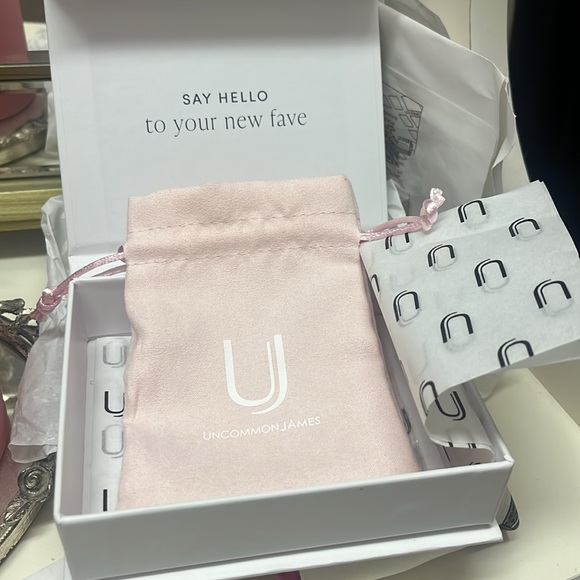 SAY HELLO
to your new fave
UJ
UNCOMMON JAMES